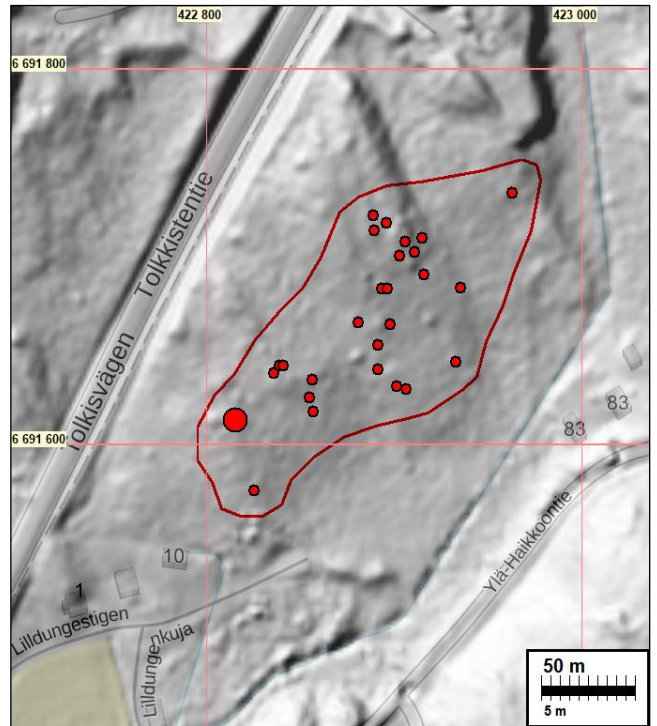 422 800
423 000
6 691 800
Tolkkistentie
Tolkisvägen
6 691 600
83
83
Ylä-Haikkoontie
10
1
Lilldungestigen
Lilldungenkuja
50 m
5 m